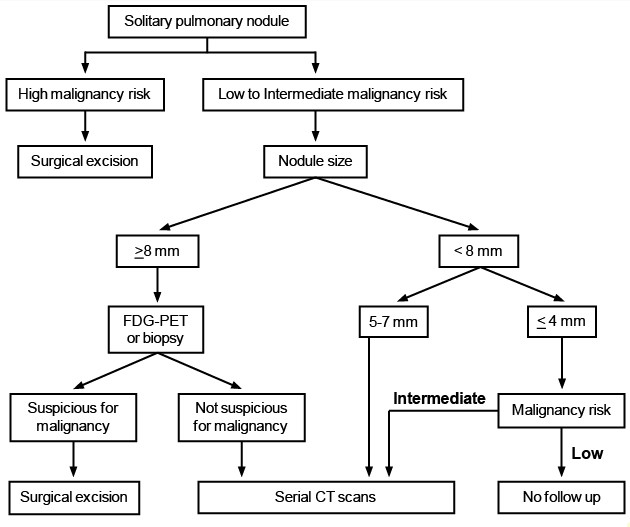 Solitary pulmonary nodule
High malignancy risk
Low to Intermediate malignancy risk
Surgical excision
Nodule size
≥8 mm
< 8 mm
FDG-PET
or biopsy
5-7 mm
≤ 4 mm
Suspicious for
malignancy
Not suspicious
for malignancy
Intermediate
Malignancy risk
Low
Surgical excision
Serial CT scans
No follow up